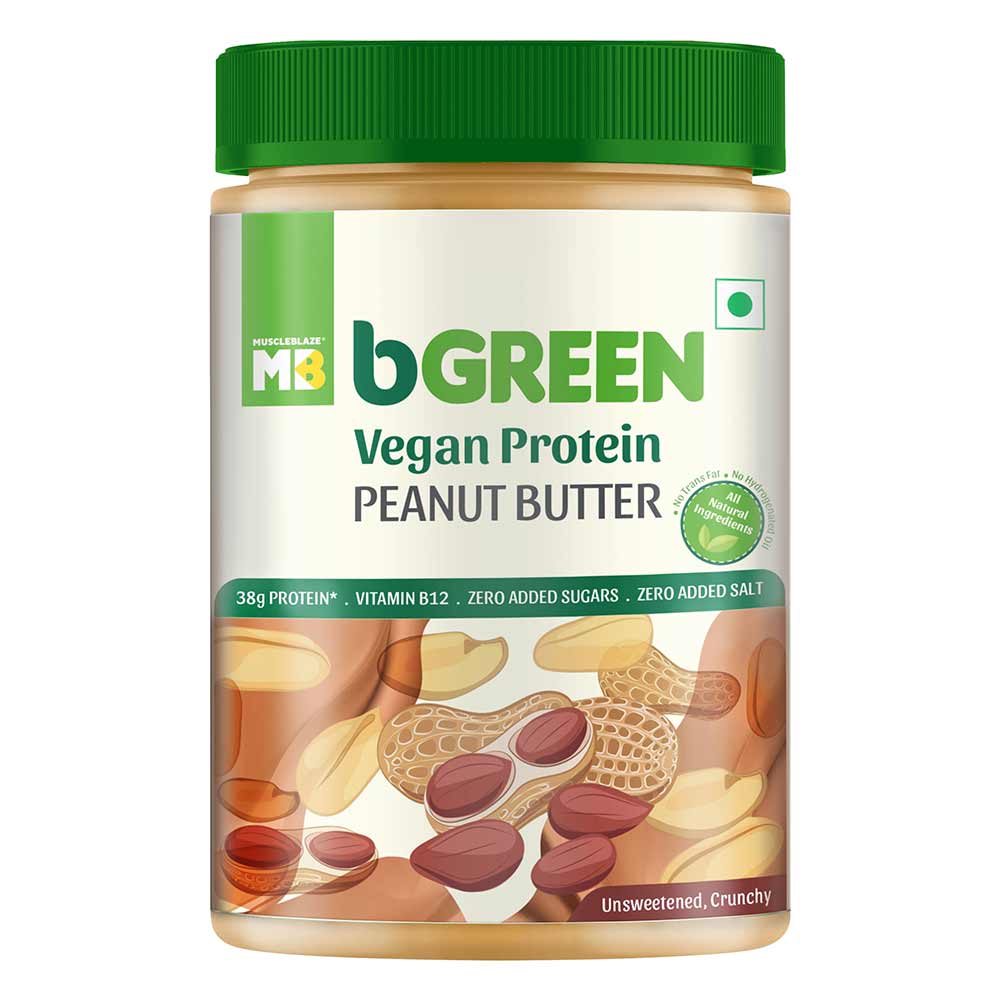 MUSCLEBLAZE®
MB
bGREEN
Vegan Protein
PEANUT BUTTER
• No Trans Fat • No Hydrogenated Oil
All
Natural
Ingredients
38g PROTEIN* . VITAMIN B12 . ZERO ADDED SUGARS . ZERO ADDED SALT
Unsweetened, Crunchy